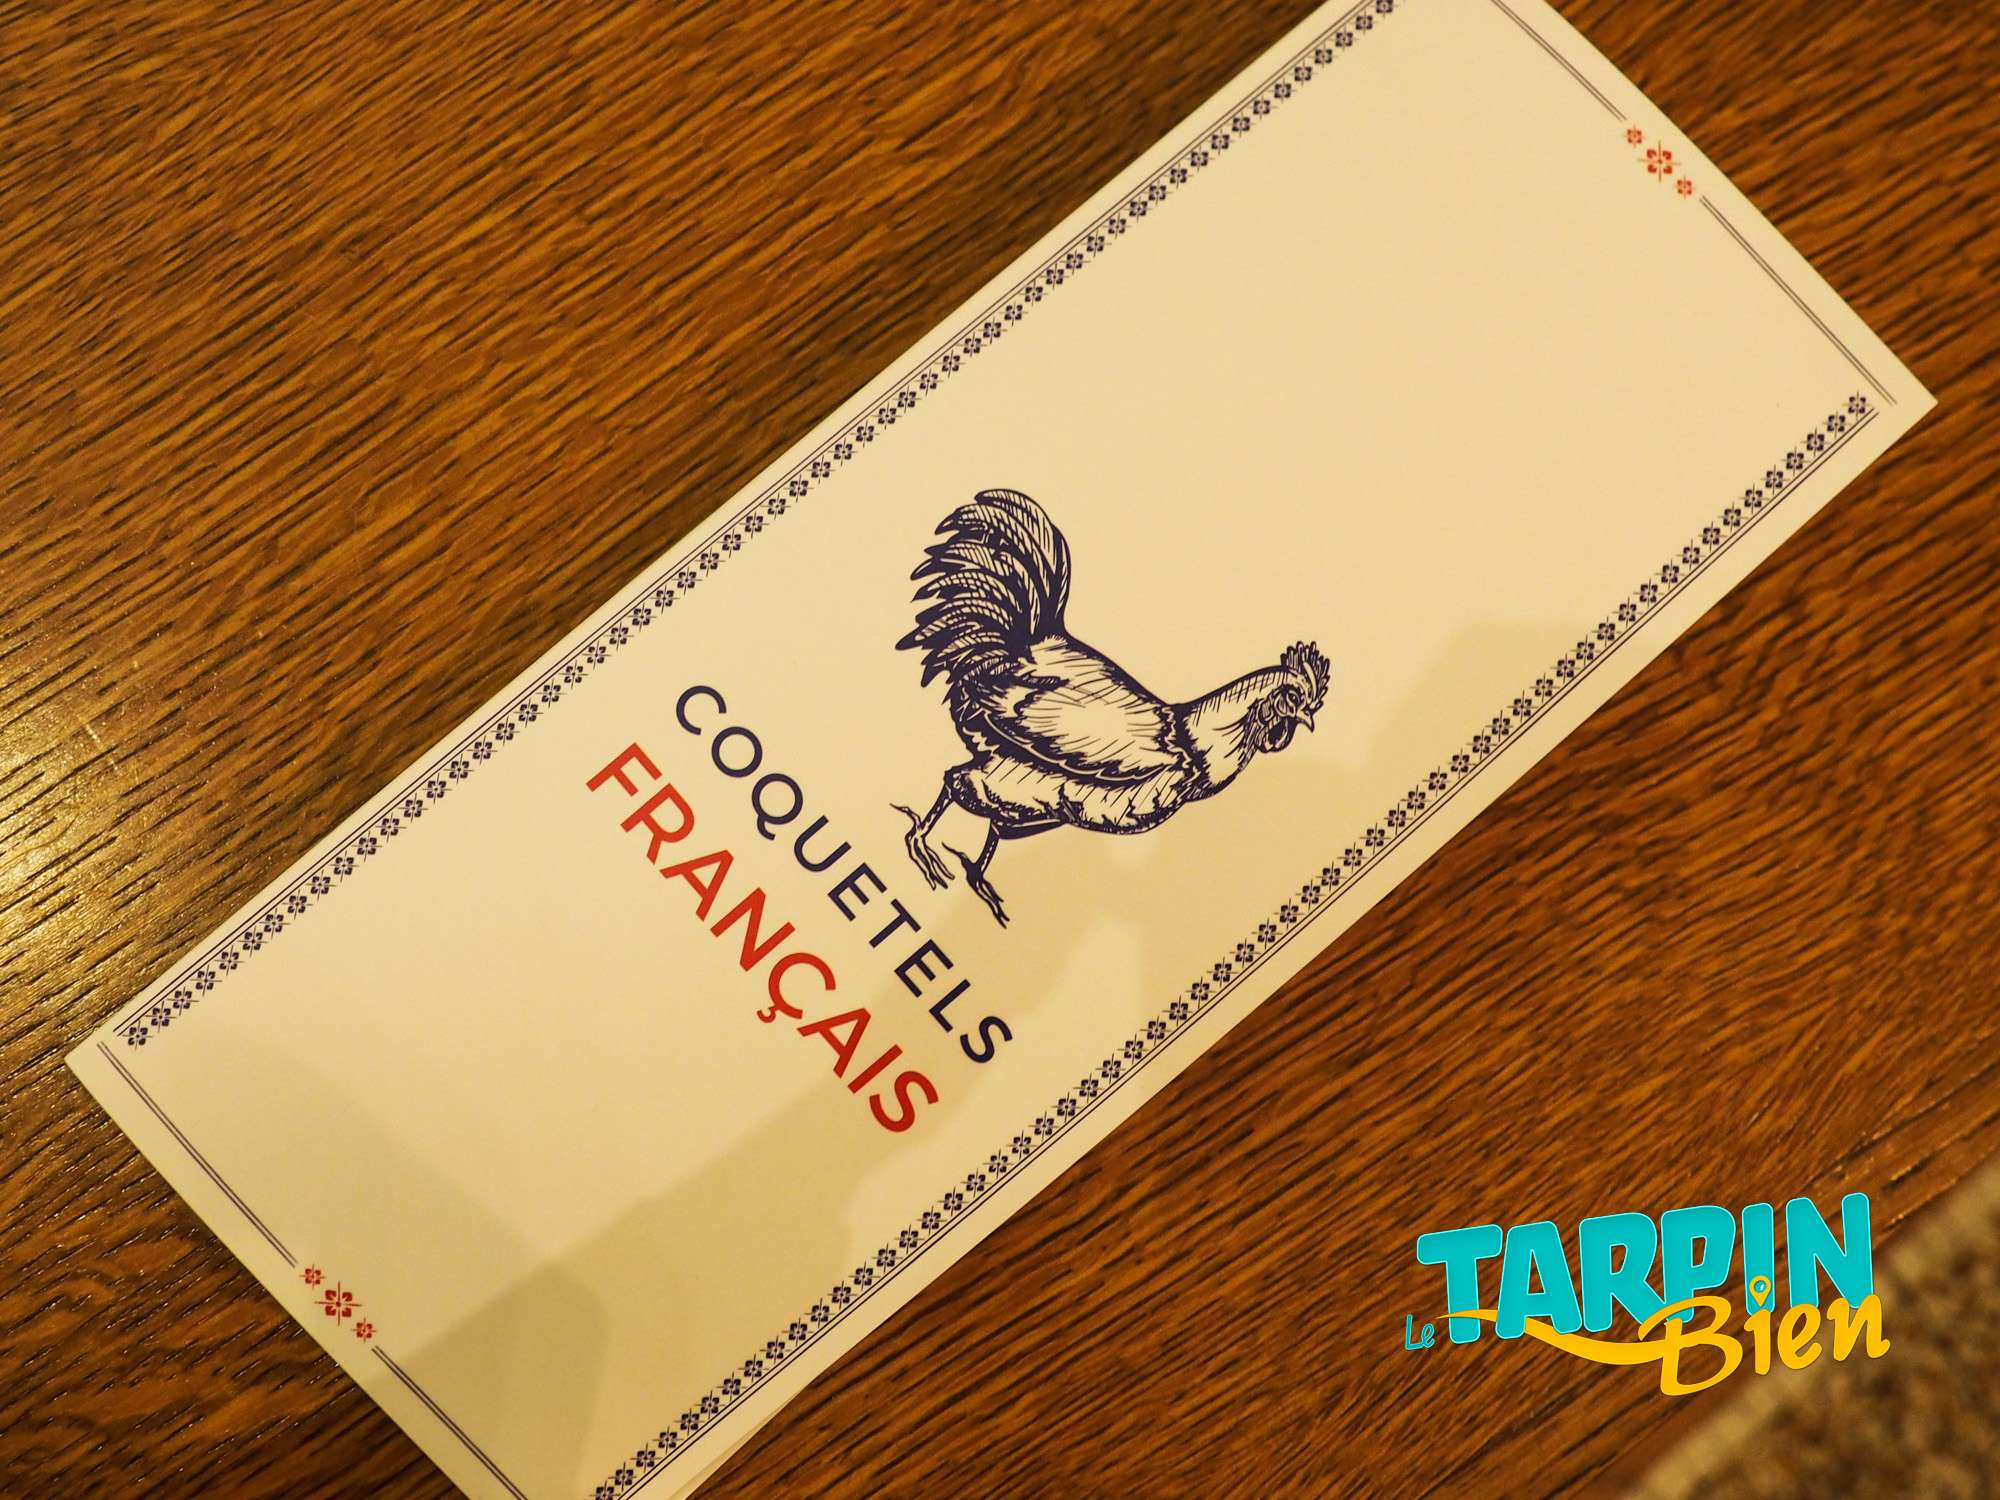 COQUETELS
FRANÇAIS
Le TARPIN
Bien